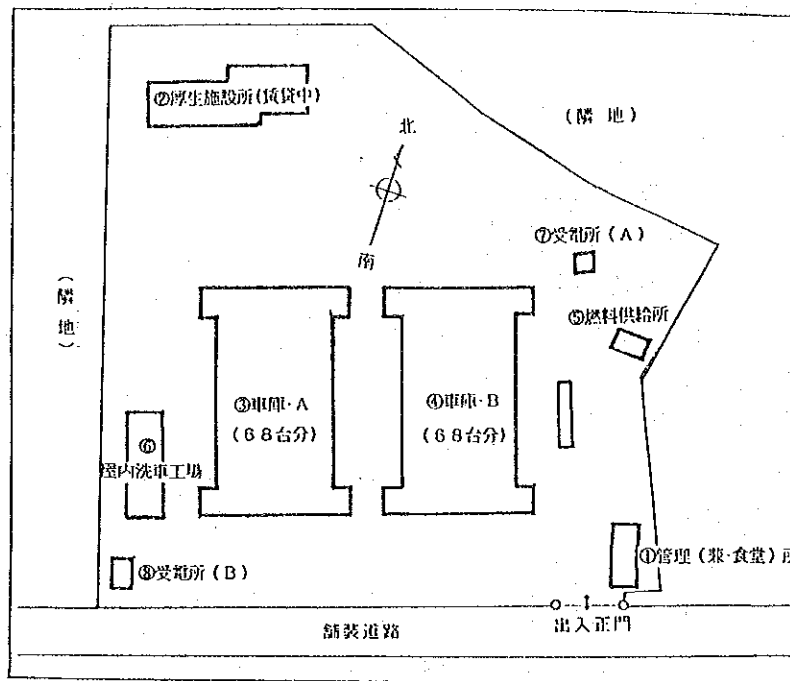 ②厚生施設所(賃貸中)
(隣地)
北
南
⑦受電所(A)
⑤燃料供給所
(隣地)
③車庫·A
(68台分)
④車庫·B
(68台分)
⑥
屋内洗車工場
①管理(兼·食堂)所
⑧受電所(B)
舗装道路
出入正門